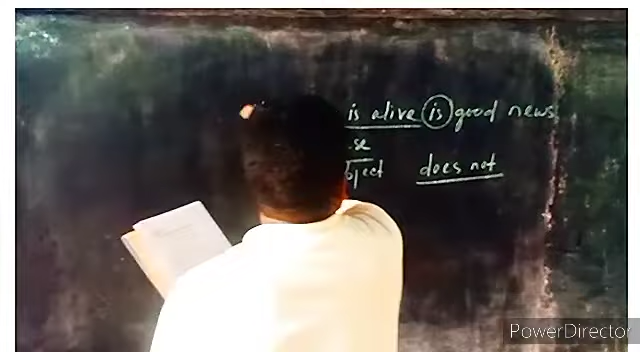 is alive is good news
se
bject does not
PowerDirector